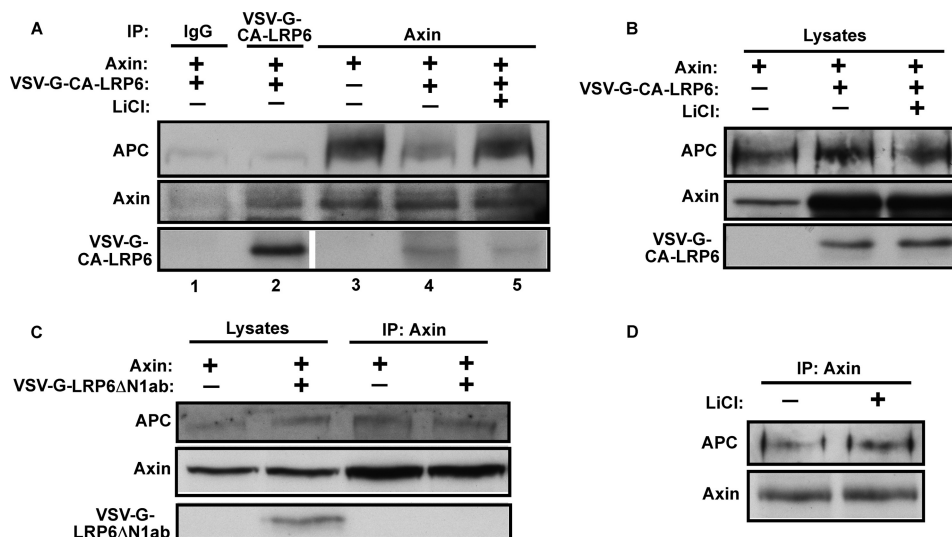 A
IP:
IgG
VSV-G-
CA-LRP6
Axin
Axin: + + + + +
VSV-G-CA-LRP6: + + − + +
LiCl: − − − − +
APC
Axin
VSV-G-
CA-LRP6
1 2 3 4 5
B
Lysates
Axin: + + +
VSV-G-CA-LRP6: − + +
LiCl: − − +
APC
Axin
VSV-G-
CA-LRP6
C
Lysates
IP: Axin
Axin: + + + +
VSV-G-LRP6ΔN1ab: − + − +
APC
Axin
VSV-G-
LRP6ΔN1ab
D
IP: Axin
LiCl: − +
APC
Axin